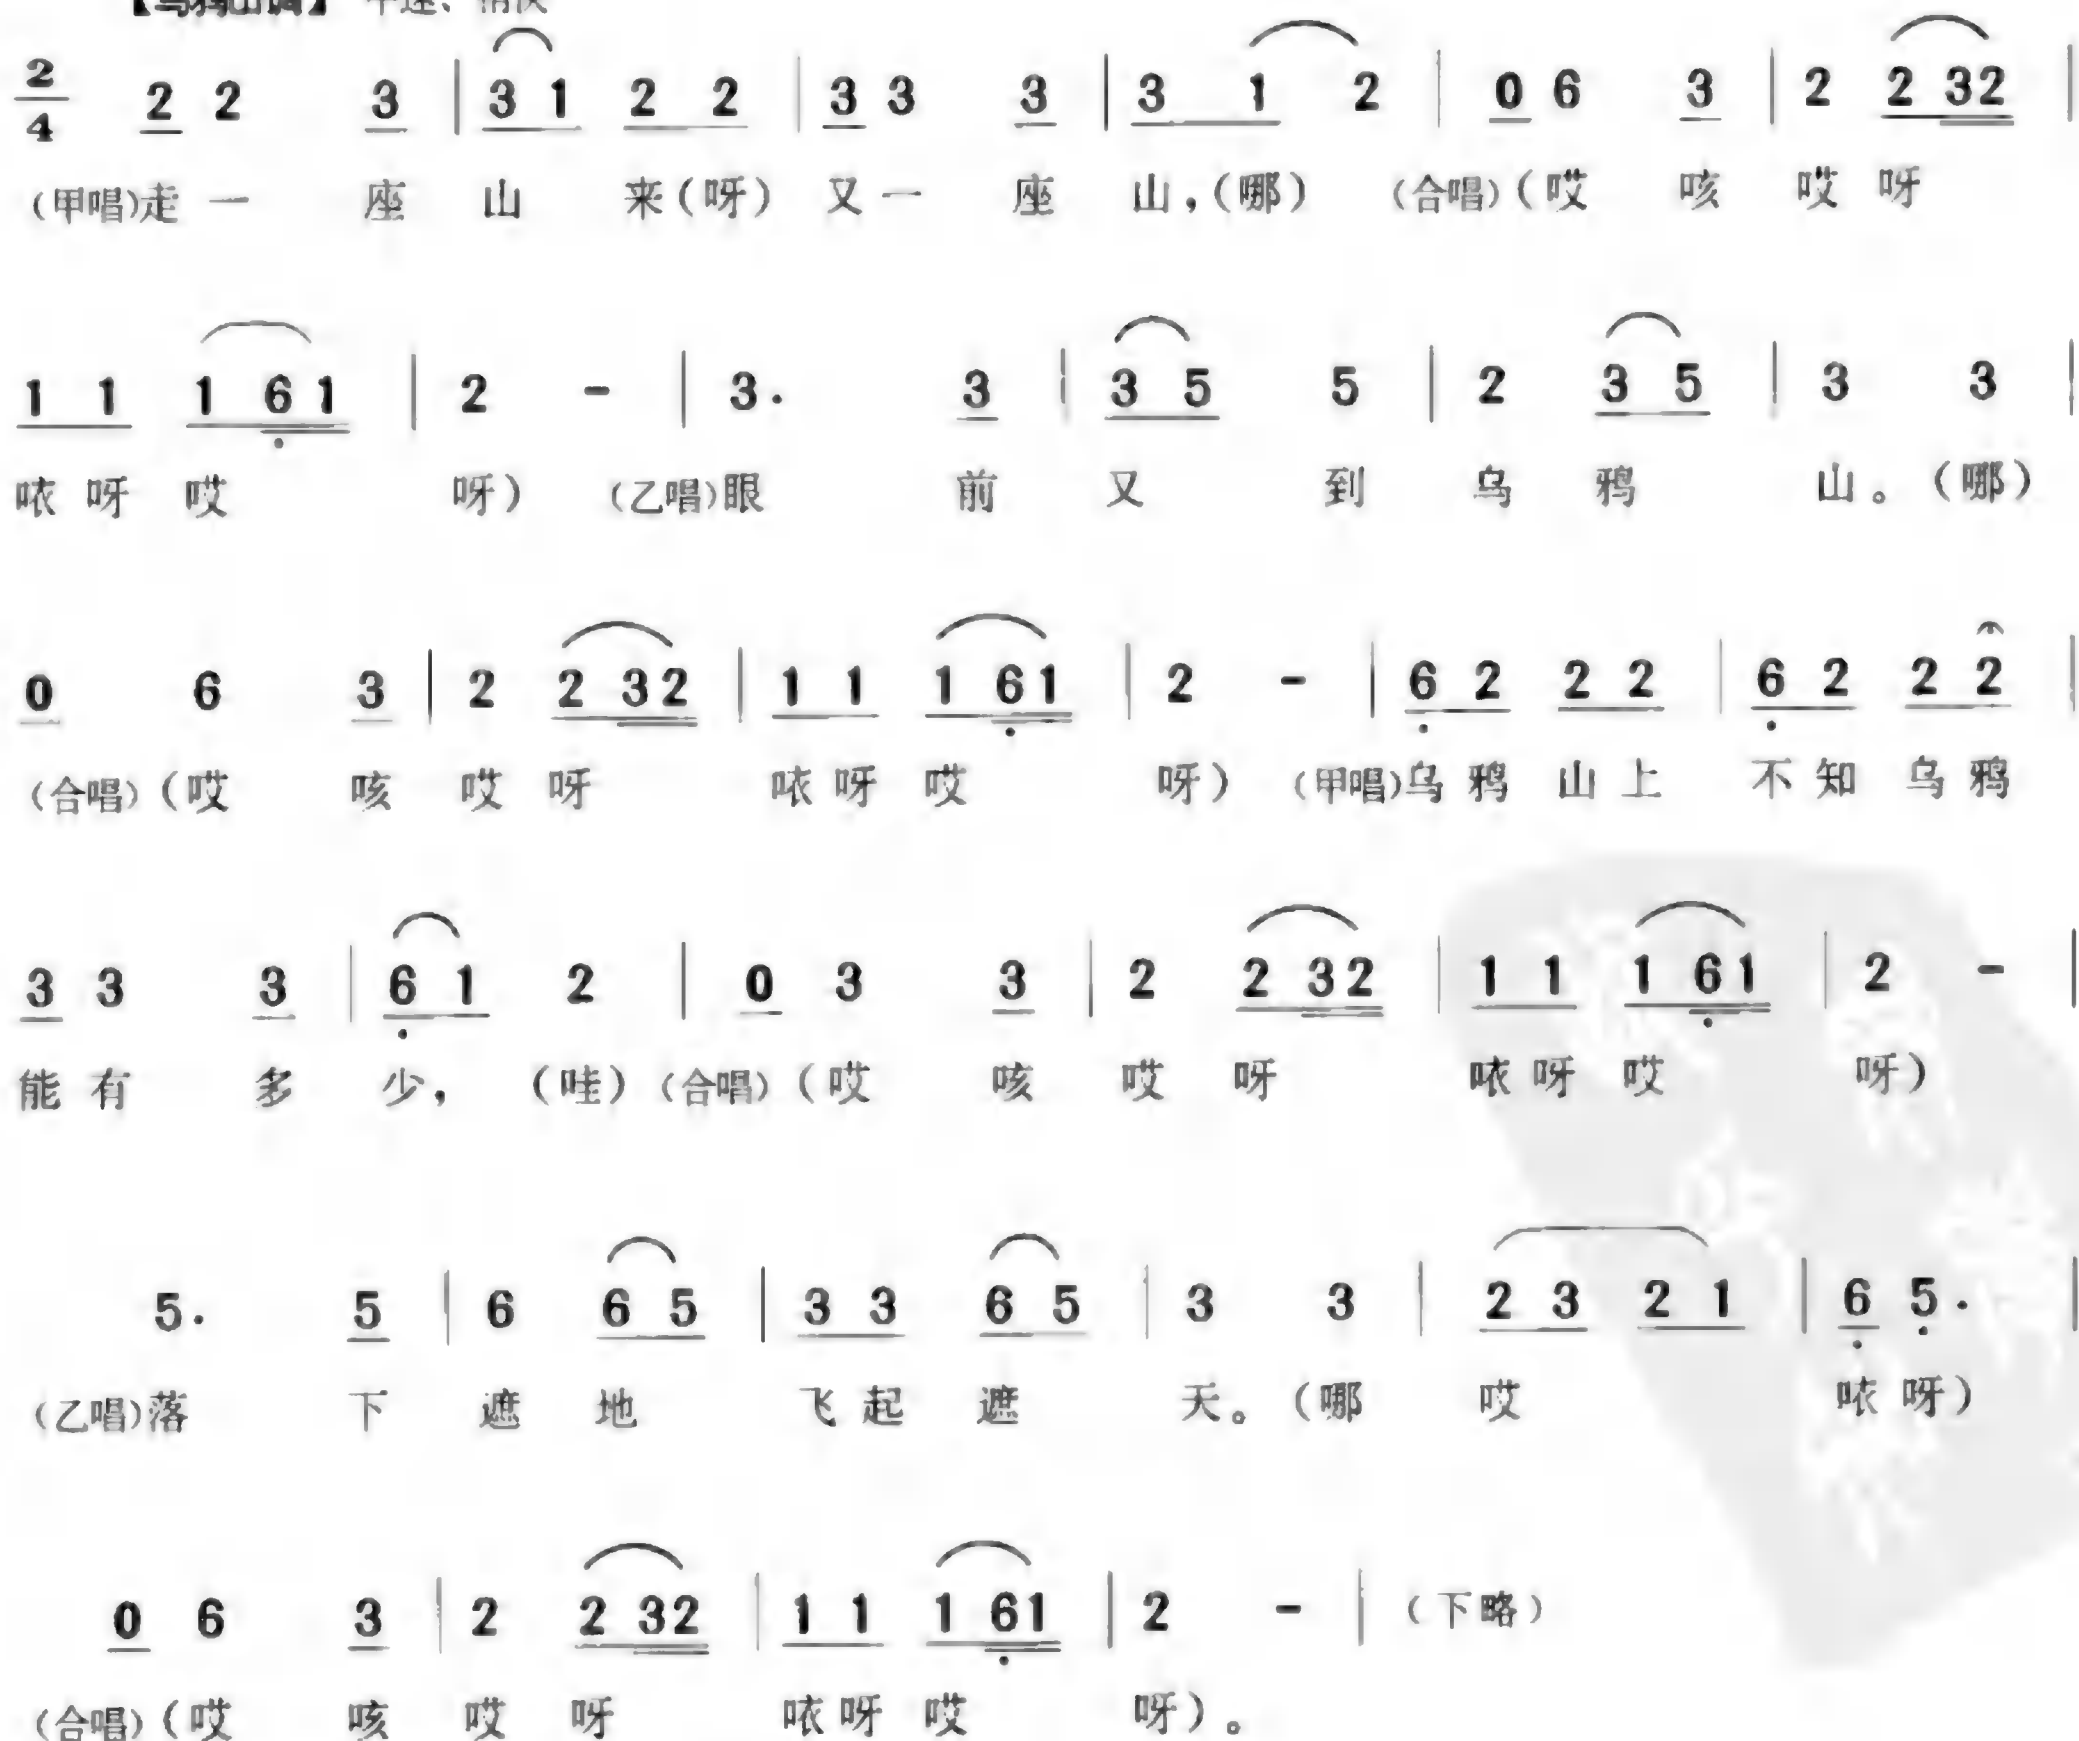 【乌鸦山调】 中速、
2/4 2 2 3 | 3 1 2 2 | 3 3 3 | 3 1 2 | 0 6 3 | 2 2 32 |
(甲唱)走 一 座 山 来(呀) 又 一 座 山,(哪) (合唱)(哎 咳 哎 呀
1 1 1 61 | 2 - | 3. 3 | 3 5 5 | 2 3 5 | 3 3 |
咴 呀 哎 呀) (乙唱)眼 前 又 到 乌 鸦 山。(哪)
0 6 3 | 2 2 32 | 1 1 1 61 | 2 - | 6 2 2 2 | 6 2 2 2 |
(合唱)(哎 咳 哎 呀 咴 呀 哎 呀) (甲唱)乌 鸦 山 上 不 知 乌 鸦
3 3 3 | 6 1 2 | 0 3 3 | 2 2 32 | 1 1 1 61 | 2 - |
能 有 多 少, (哇) (合唱)(哎 咳 哎 呀 咴 呀 哎 呀)
5. 5 | 6 6 5 | 3 3 6 5 | 3 3 | 2 3 2 1 | 6 5. |
(乙唱)落 下 遮 地 飞 起 遮 天。(哪 哎 咴 呀)
0 6 3 | 2 2 32 | 1 1 1 61 | 2 - | (下略)
(合唱)(哎 咳 哎 呀 咴 呀 哎 呀)。